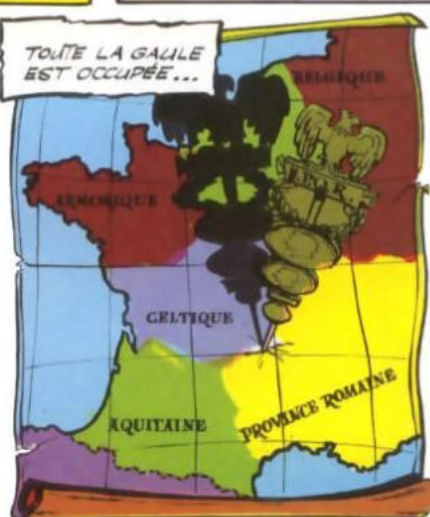 TOUTE LA GAULE
EST OCCUPÉE...
BELGIQUE
ARMORIQUE
CELTIQUE
AQUITAINE
PROVINCE ROMAINE